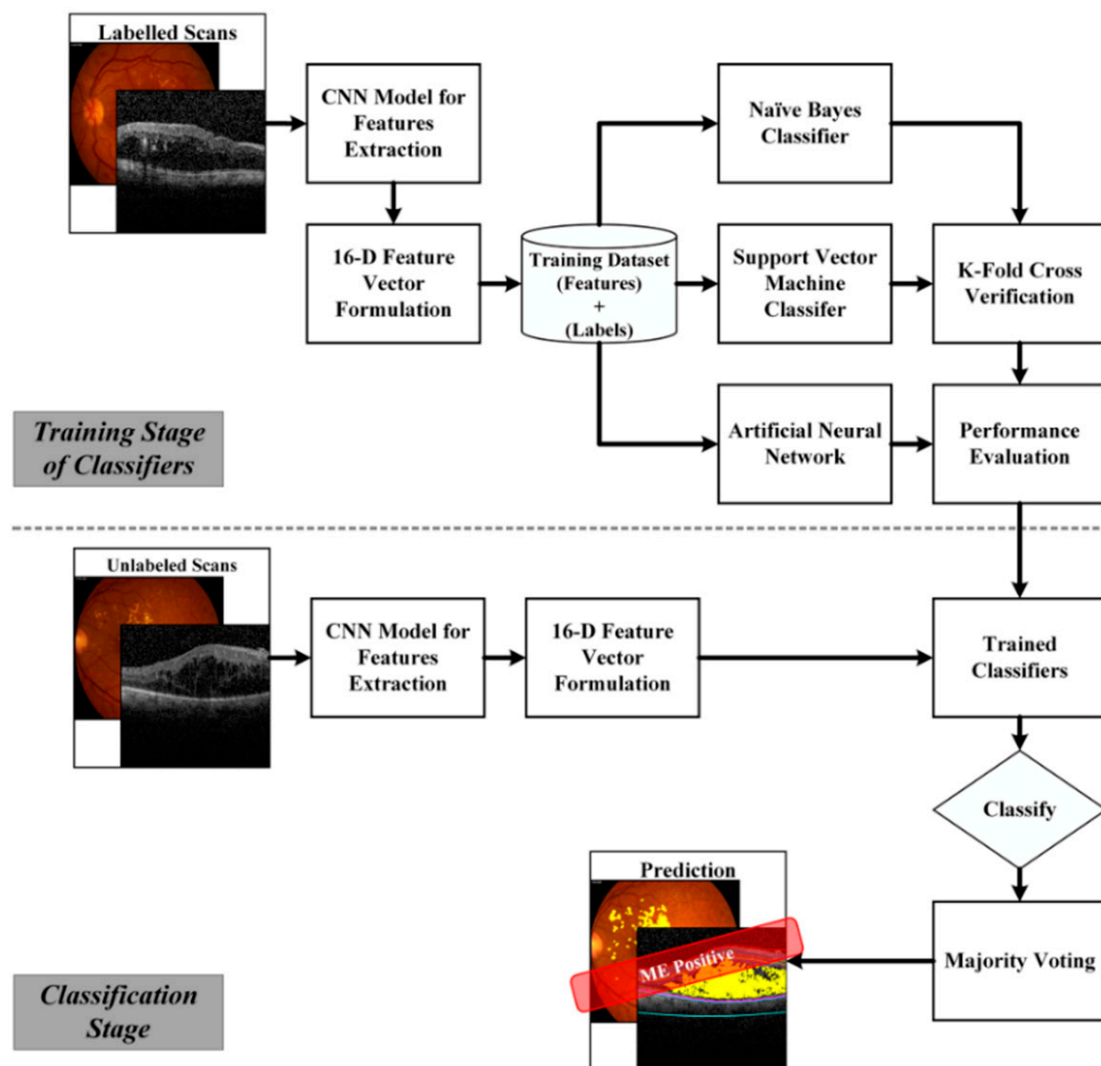 Labelled Scans
CNN Model for
Features
Extraction
Naïve Bayes
Classifier
16-D Feature
Vector
Formulation
Training Dataset
(Features)
+
(Labels)
Support Vector
Machine
Classifer
K-Fold Cross
Verification
Training Stage
of Classifiers
Artificial Neural
Network
Performance
Evaluation
Unlabeled Scans
CNN Model for
Features
Extraction
16-D Feature
Vector
Formulation
Trained
Classifiers
Classify
Prediction
ME Positive
Majority Voting
Classification
Stage